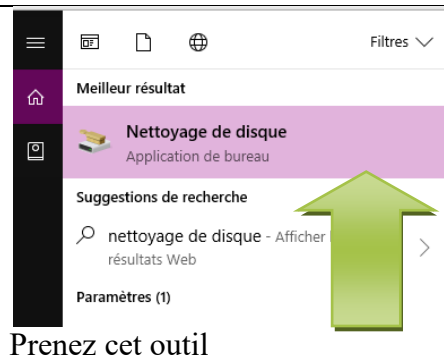 Filtres
Meilleur résultat
Nettoyage de disque
Application de bureau
Suggestions de recherche
nettoyage de disque - Afficher
résultats Web
Paramètres (1)
Prenez cet outil